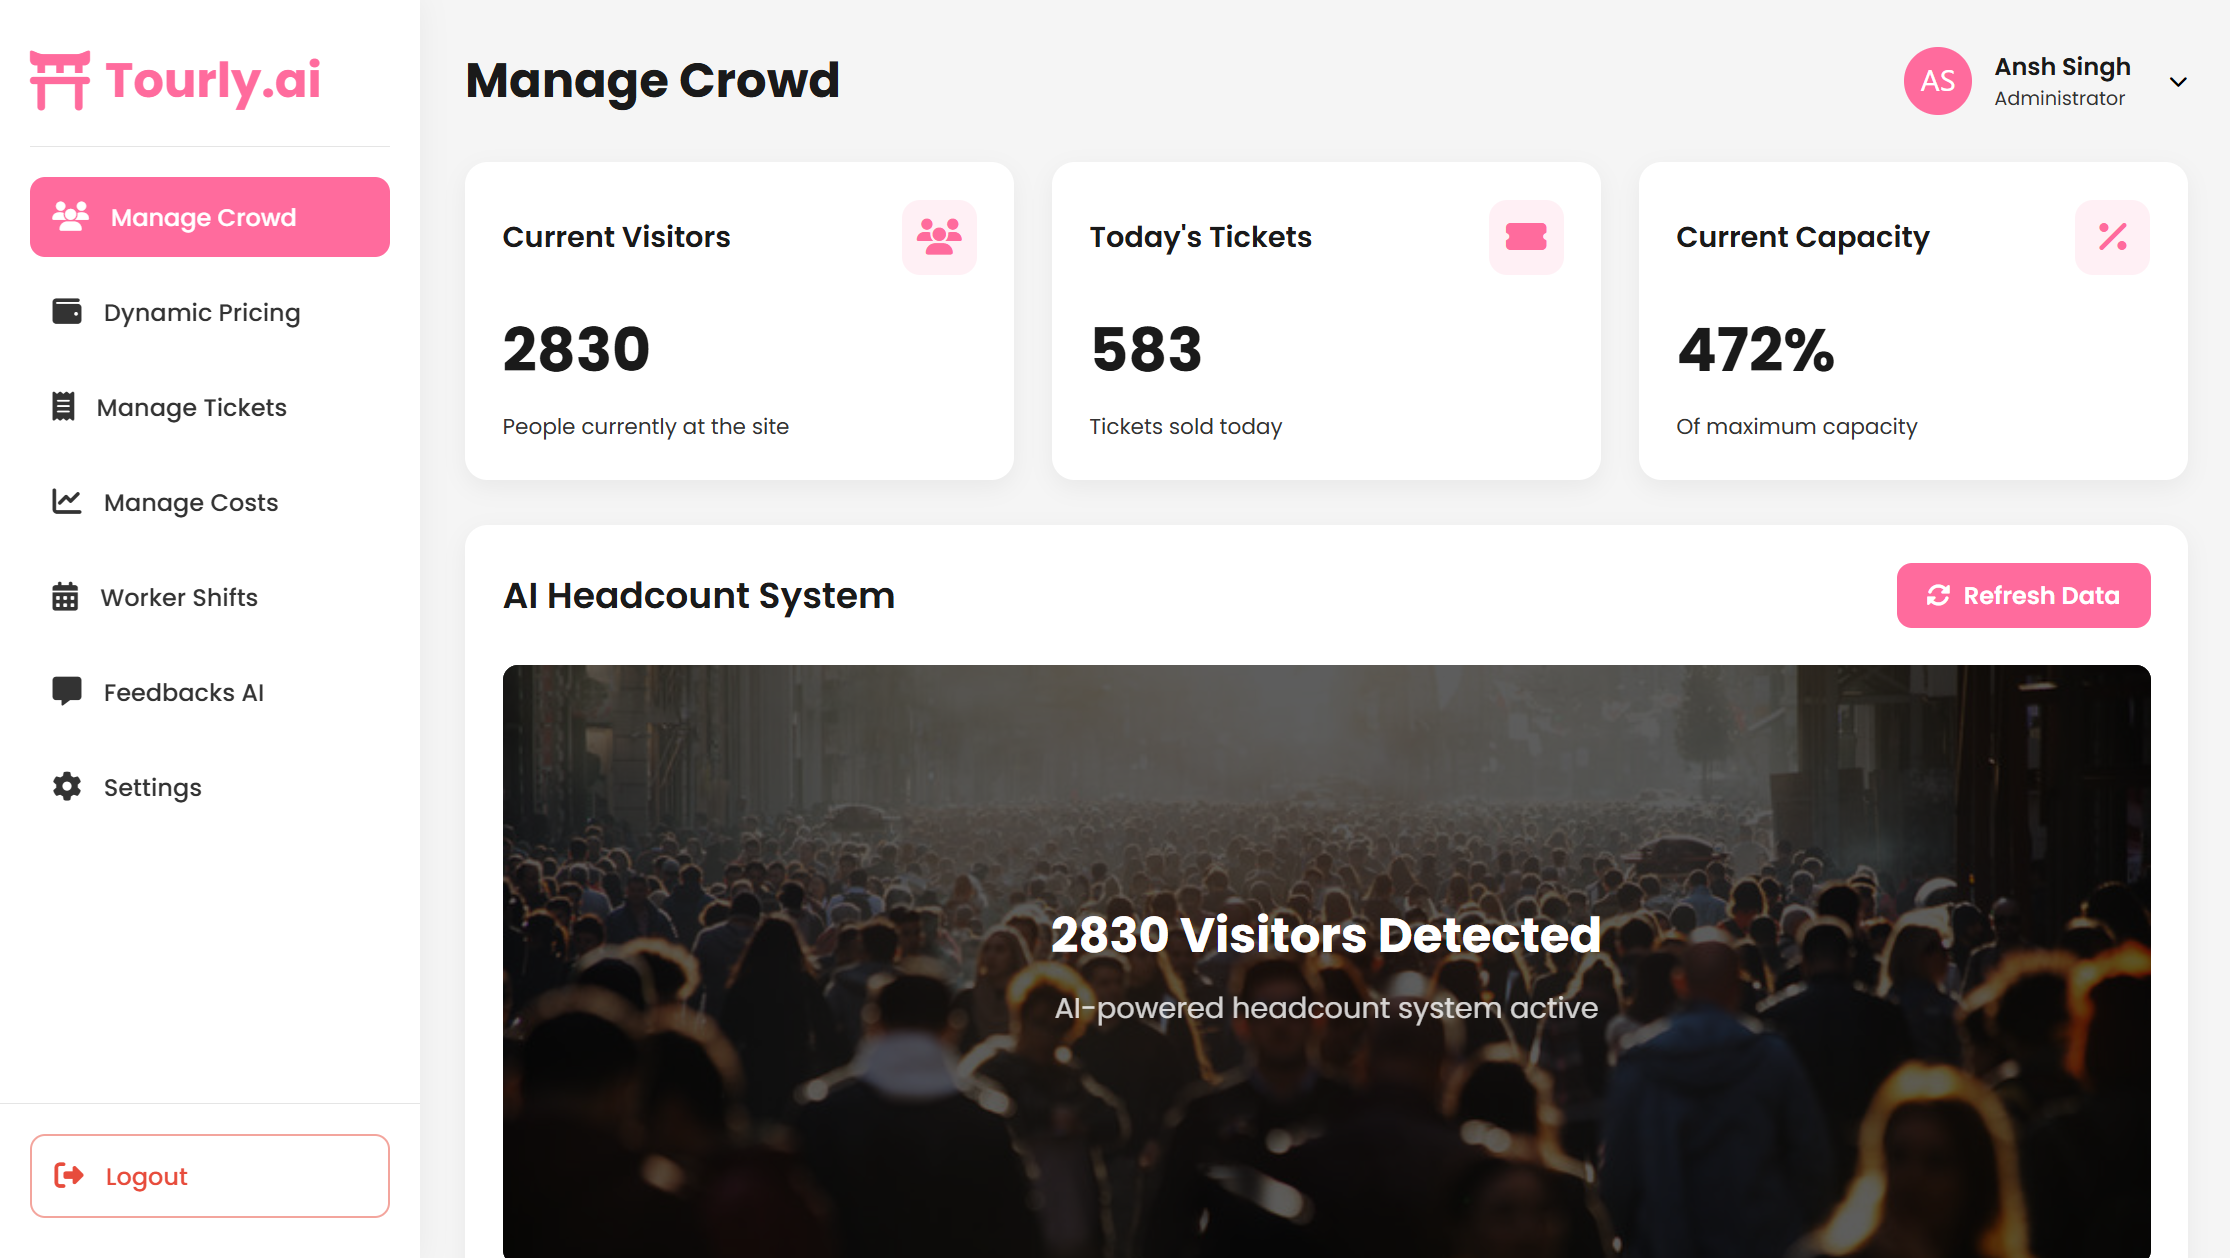 Tourly.ai
Manage Crowd
Dynamic Pricing
Manage Tickets
Manage Costs
Worker Shifts
Feedbacks AI
Settings
Logout
Manage Crowd
AS
Ansh Singh
Administrator
Current Visitors
2830
People currently at the site
Today's Tickets
583
Tickets sold today
Current Capacity
472%
Of maximum capacity
AI Headcount System
Refresh Data
2830 Visitors Detected
AI-powered headcount system active